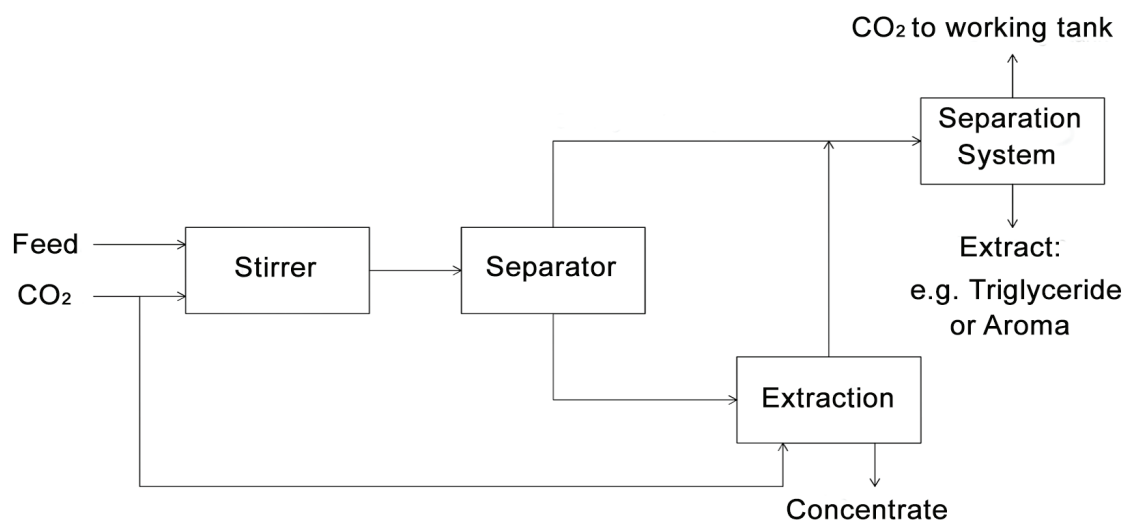 CO₂ to working tank
Separation
System
Feed
Stirrer
Separator
Extract:
CO₂
e.g. Triglyceride
or Aroma
Extraction
Concentrate